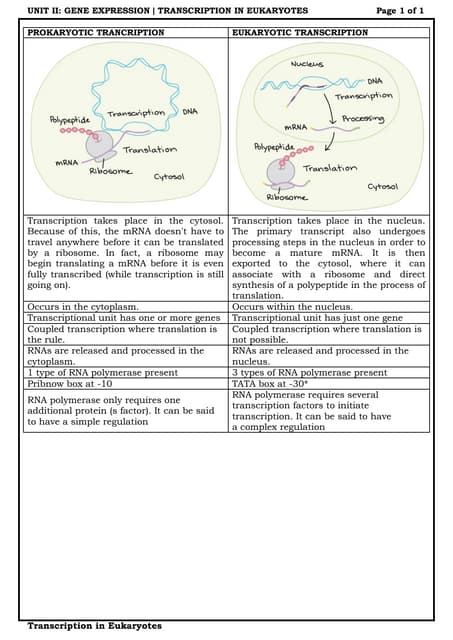 UNIT II: GENE EXPRESSION | TRANSCRIPTION IN EUKARYOTES Page 1 of 1
PROKARYOTIC TRANCRIPTION
Transcription
DNA
Polypeptide
Translation
mRNA
Ribosome
Cytosol
EUKARYOTIC TRANSCRIPTION
Nucleus
DNA
Transcription
Processing
mRNA
Polypeptide
Translation
Cytosol
Ribosome
Transcription takes place in the cytosol.
Because of this, the mRNA doesn't have to
travel anywhere before it can be translated
by a ribosome. In fact, a ribosome may
begin translating a mRNA before it is even
fully transcribed (while transcription is still
going on).
Transcription takes place in the nucleus.
The primary transcript also undergoes
processing steps in the nucleus in order to
become a mature mRNA. It is then
exported to the cytosol, where it can
associate with a ribosome and direct
synthesis of a polypeptide in the process of
translation.
Occurs in the cytoplasm.
Occurs within the nucleus.
Transcriptional unit has one or more genes
Transcriptional unit has just one gene
Coupled transcription where translation is
the rule.
Coupled transcription where translation is
not possible.
RNAs are released and processed in the
cytoplasm.
RNAs are released and processed in the
nucleus.
1 type of RNA polymerase present
3 types of RNA polymerase present
Pribnow box at -10
TATA box at -30*
RNA polymerase only requires one
additional protein (s factor). It can be said
to have a simple regulation
RNA polymerase requires several
transcription factors to initiate
transcription. It can be said to have
a complex regulation
Transcription in Eukaryotes